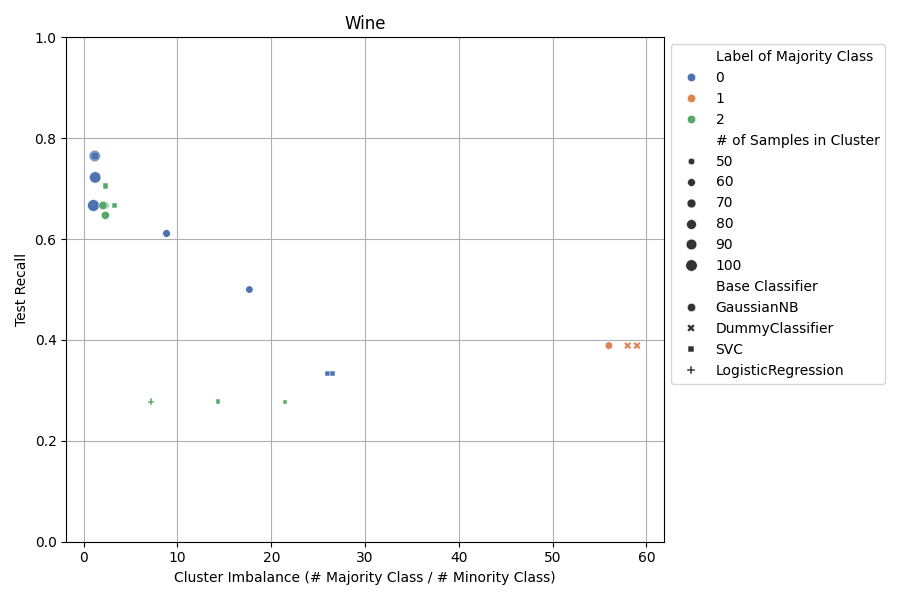 Wine
1.0
0.8
0.6
0.4
0.2
0.0
Test Recall
0
10
20
30
40
50
60
Cluster Imbalance (# Majority Class / # Minority Class)
Label of Majority Class
0
1
2
# of Samples in Cluster
50
60
70
80
90
100
Base Classifier
GaussianNB
DummyClassifier
SVC
LogisticRegression